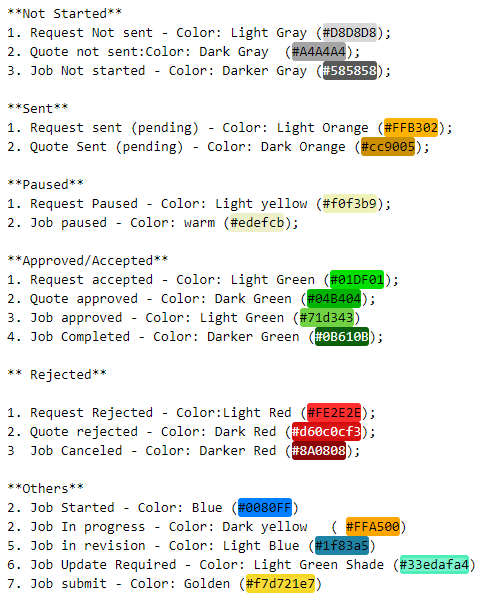 **Not Started**
1. Request Not sent - Color: Light Gray (#D8D8D8);
2. Quote not sent:Color: Dark Gray  (#A4A4A4);
3. Job Not started - Color: Darker Gray (#585858);
**Sent**
1. Request sent (pending) - Color: Light Orange (#FFB302);
2. Quote Sent (pending) - Color: Dark Orange (#cc9005);
**Paused**
1. Request Paused - Color: Light yellow (#f0f3b9);
2. Job paused - Color: warm (#edefcb);
**Approved/Accepted**
1. Request accepted - Color: Light Green (#01DF01);
2. Quote approved - Color: Dark Green (#04B404);
3. Job approved - Color: Light Green (#71d343)
4. Job Completed - Color: Darker Green (#0B610B);
** Rejected**
1. Request Rejected - Color:Light Red (#FE2E2E);
2. Quote rejected - Color: Dark Red (#d60c0cf3);
3  Job Canceled - Color: Darker Red (#8A0808);
**Others**
2. Job Started - Color: Blue (#0080FF)
2. Job In progress - Color: Dark yellow   ( #FFA500)
5. Job in revision - Color: Light Blue (#1f83a5)
6. Job Update Required - Color: Light Green Shade (#33edafa4)
7. Job submit - Color: Golden (#f7d721e7)